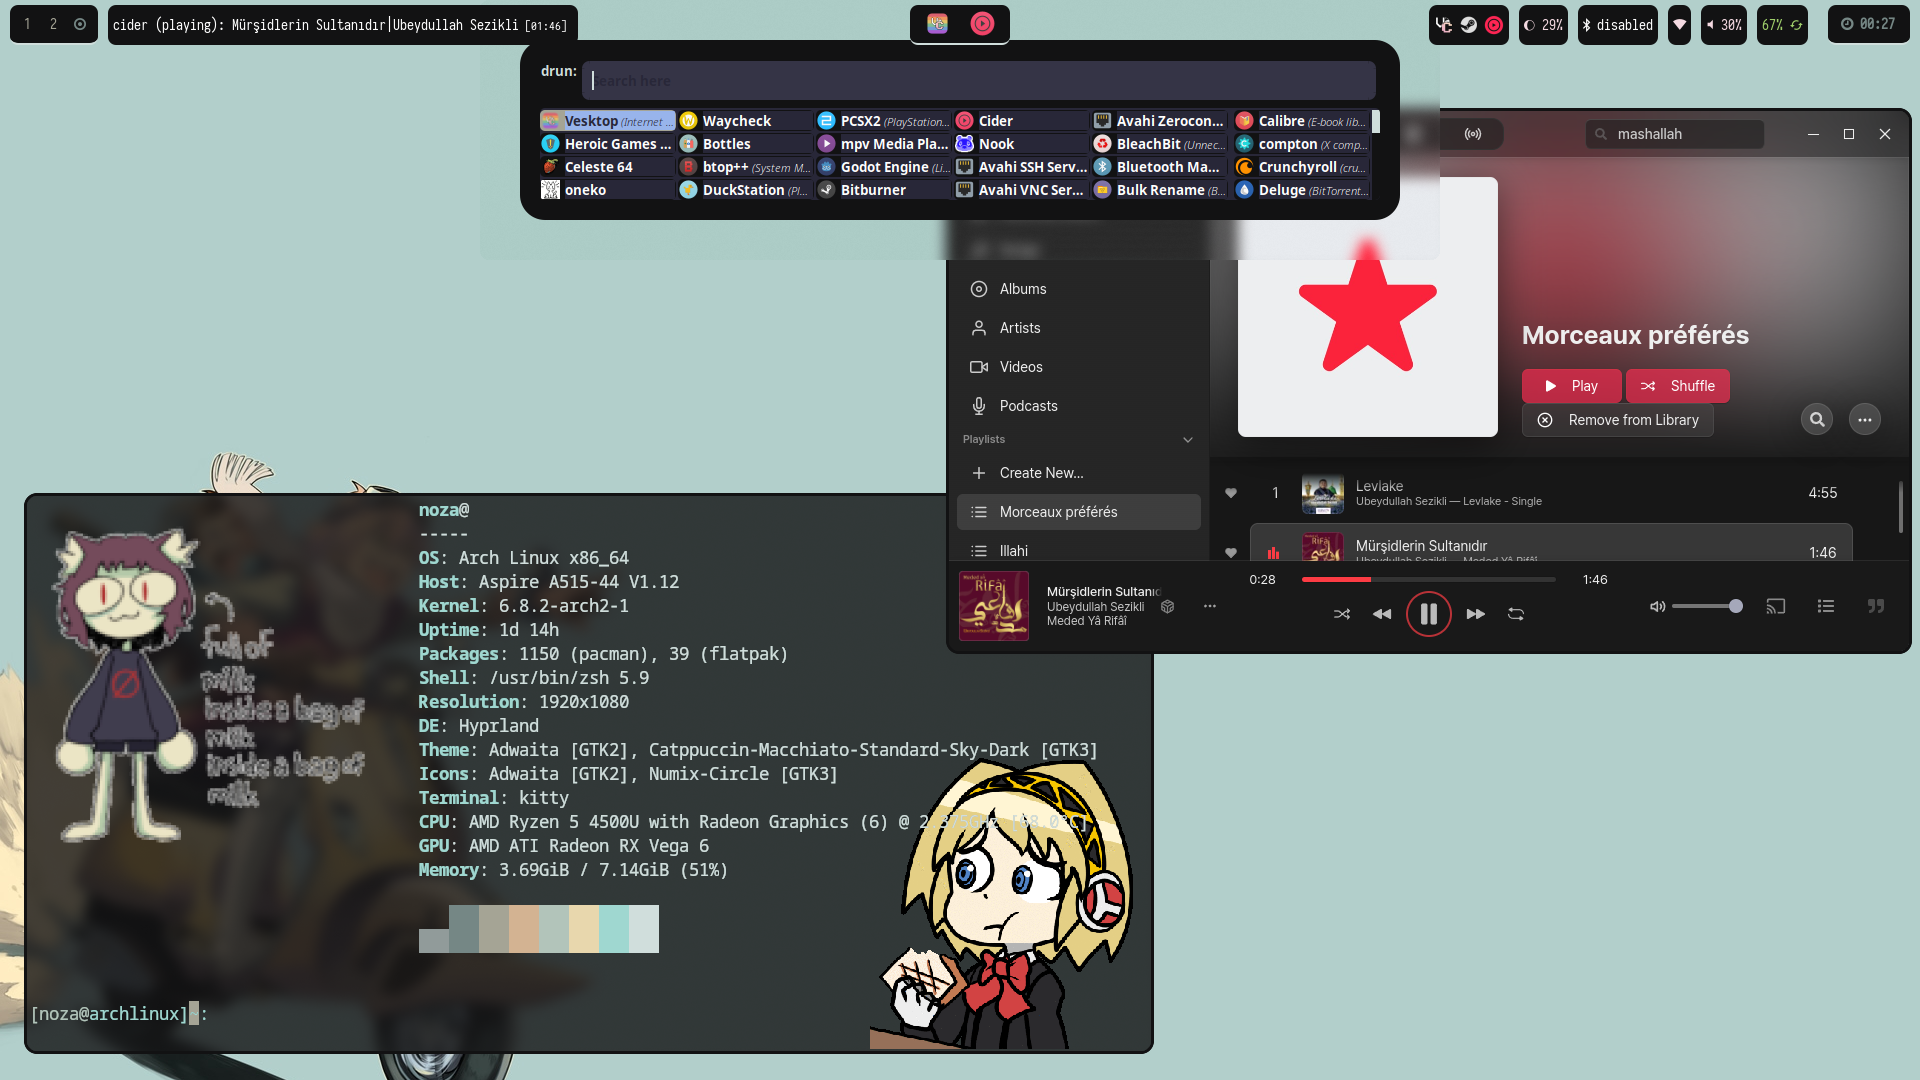 1 2
cider (playing): Mürşidlerin Sultanıdır|Ubeydullah Sezikli [01:46]
29%
disabled
30%
67%
00:27
drun:
Search here
Vesktop (Internet ...
Waycheck
PCSX2 (PlayStation...
Cider
Avahi Zerocon...
Calibre (E-book lib...
Heroic Games ...
Bottles
mpv Media Pla...
Nook
BleachBit (Unnec...
compton (X comp...
Celeste 64
btop++ (System M...
Godot Engine (Li...
Avahi SSH Serv...
Bluetooth Ma...
Crunchyroll (cru...
oneko
DuckStation (Pl...
Bitburner
Avahi VNC Ser...
Bulk Rename (B...
Deluge (BitTorrent...
mashallah
Albums
Artists
Videos
Podcasts
Playlists
Create New...
Morceaux préférés
Illahi
Morceaux préférés
Play
Shuffle
Remove from Library
1
Levlake
Ubeydullah Sezikli — Levlake - Single
4:55
Mürşidlerin Sultanıdır
Ubeydullah Sezikli — Meded Yâ Rifâî
1:46
RiFâi
Mürşidlerin Sultanıd
Ubeydullah Sezikli
Meded Yâ Rifâî
0:28
1:46
full of
milk
inside a bag of
milk
inside a bag of
milk
noza@
-----
OS: Arch Linux x86_64
Host: Aspire A515-44 V1.12
Kernel: 6.8.2-arch2-1
Uptime: 1d 14h
Packages: 1150 (pacman), 39 (flatpak)
Shell: /usr/bin/zsh 5.9
Resolution: 1920x1080
DE: Hyprland
Theme: Adwaita [GTK2], Catppuccin-Macchiato-Standard-Sky-Dark [GTK3]
Icons: Adwaita [GTK2], Numix-Circle [GTK3]
Terminal: kitty
CPU: AMD Ryzen 5 4500U with Radeon Graphics (6) @
GPU: AMD ATI Radeon RX Vega 6
Memory: 3.69GiB / 7.14GiB (51%)
[noza@archlinux]~: